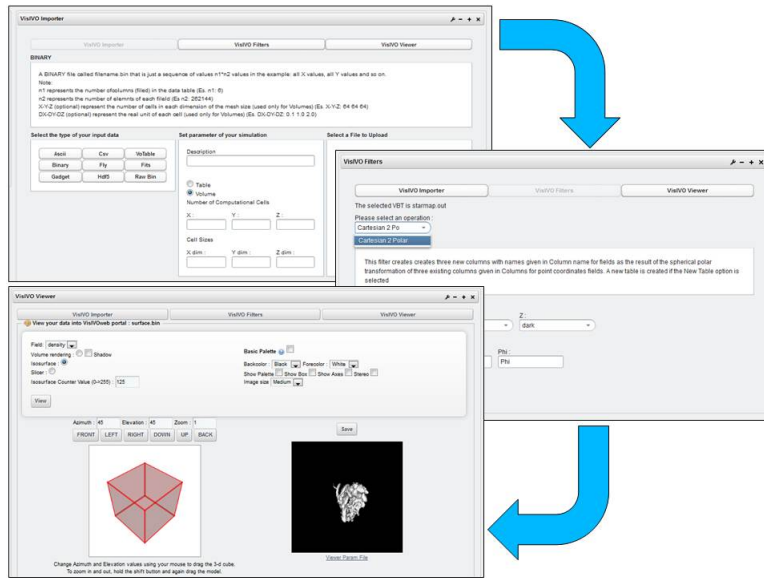 VisIVO Importer
VisIVO Importer VisIVO Filters VisIVO Viewer
BINARY
A BINARY file called filename.bin that is just a sequence of values n1*n2 values in the example: all X values, all Y values and so on.
Note:
n1 represents the number ofcolumns (filled) in the data table (Es. n1: 6)
n2 represents the number of elemnts of each fileld (Es n2: 262144)
X-Y-Z (optional) represent the number of cells in each dimension of the mesh size (used only for Volumes) (Es. X-Y-Z: 64 64 64)
DX-DY-DZ (optional) represent the real unit of each cell (used only for Volumes) (Es. DX-DY-DZ: 0.1 1.0 2.0)
Select the type of your input data Set parameter of your simulation Select a File to Upload
Ascii Csv VoTable
Binary Fly Fits
Gadget Hdf5 Raw Bin
Description
Table
Volume
Number of Computational Cells
X : Y : Z :
Cell Sizes
X dim : Y dim : Z dim :
VisIVO Filters
VisIVO Importer VisIVO Filters VisIVO Viewer
The selected VBT is starmap.out
Please select an operation :
Cartesian 2 Po
Cartesian 2 Polar
This filter creates creates three new columns with names given in Column name for fields as the result of the spherical polar
transformation of three existing columns given in Columns for point coordinates fields. A new table is created if the New Table option is
selected
Z :
dark
Phi :
Phi
VisIVO Viewer
VisIVO Importer VisIVO Filters VisIVO Viewer
View your data into VisIVOweb portal : surface.bin
Field: density
Volume rendering : Shadow
Isosurface :
Slicer :
Isosurface Counter Value (0->255) : 125
View
Basic Palette
Backcolor : Black Forecolor : White
Show Palette Show Box Show Axes Stereo
Image size Medium
Azimuth : 45 Elevation : 45 Zoom : 1
FRONT LEFT RIGHT DOWN UP BACK
Save
Change Azimuth and Elevation values using your mouse to drag the 3-d cube.
To zoom in and out, hold the shift button and again drag the model.
Viewer Param File